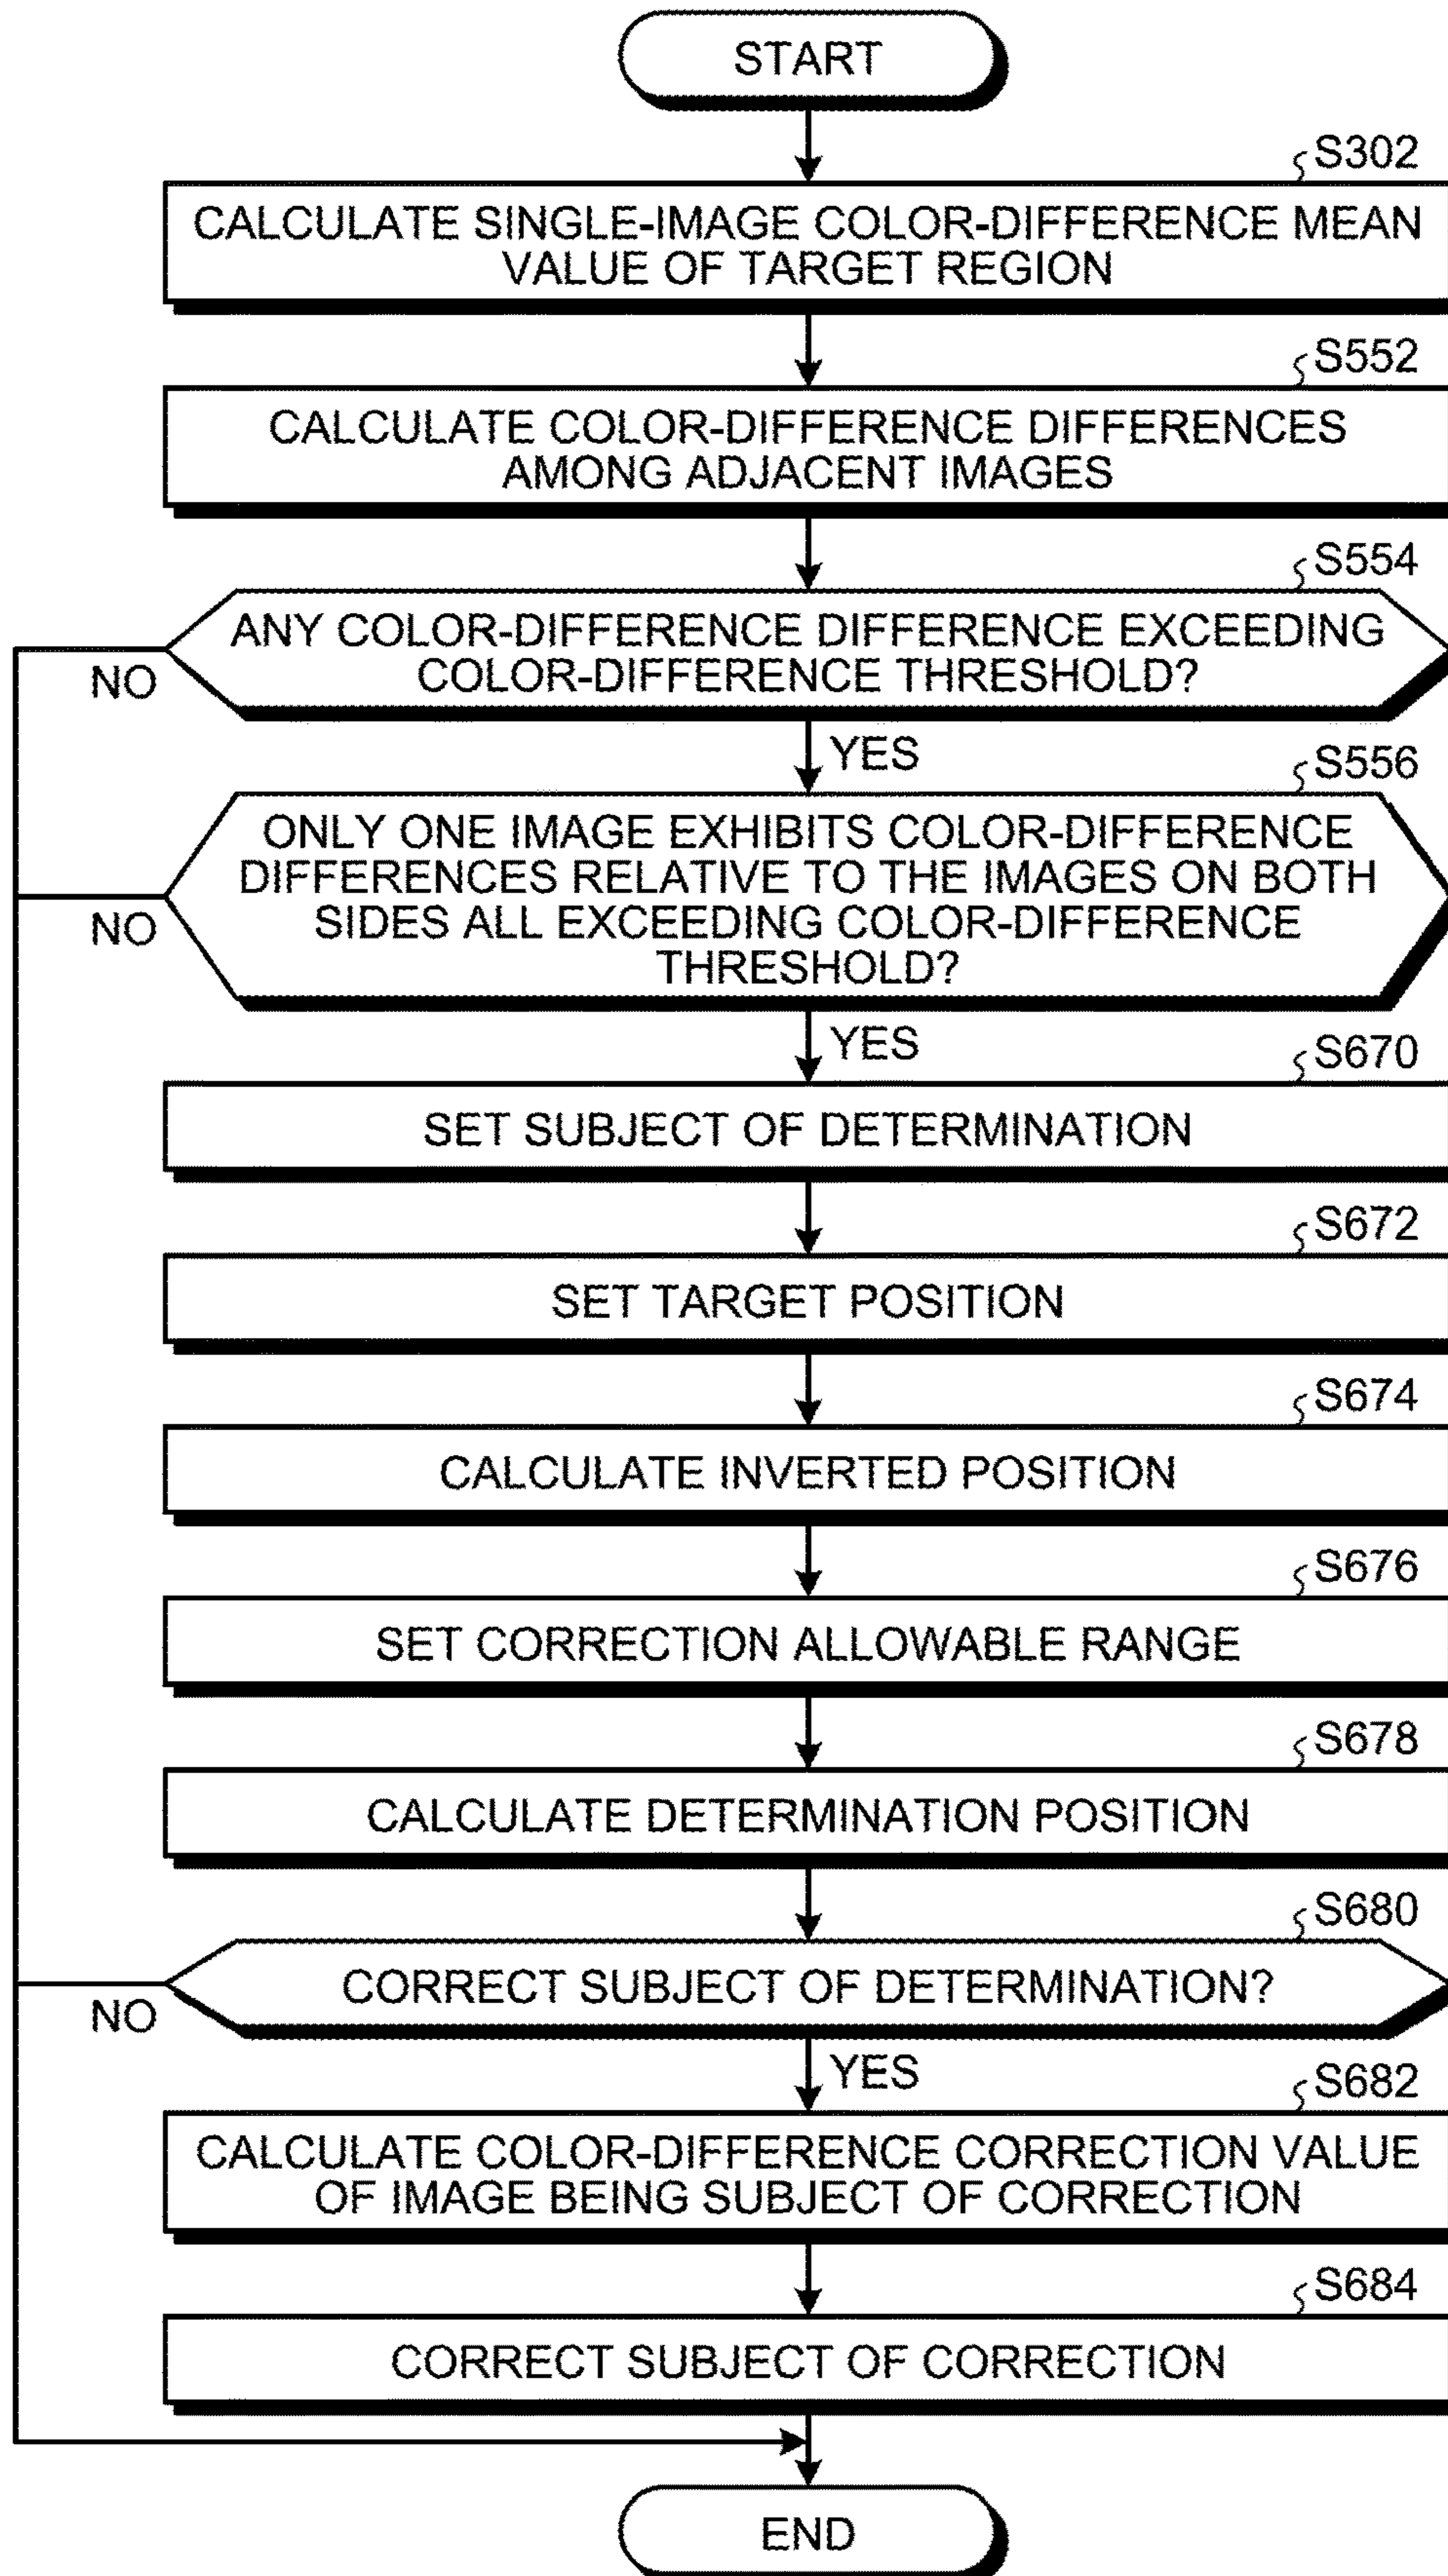 START
S302
CALCULATE SINGLE-IMAGE COLOR-DIFFERENCE MEAN
VALUE OF TARGET REGION
S552
CALCULATE COLOR-DIFFERENCE DIFFERENCES
AMONG ADJACENT IMAGES
S554
ANY COLOR-DIFFERENCE DIFFERENCE EXCEEDING
COLOR-DIFFERENCE THRESHOLD?
NO
YES
S556
ONLY ONE IMAGE EXHIBITS COLOR-DIFFERENCE
DIFFERENCES RELATIVE TO THE IMAGES ON BOTH
SIDES ALL EXCEEDING COLOR-DIFFERENCE
THRESHOLD?
NO
YES
S670
SET SUBJECT OF DETERMINATION
S672
SET TARGET POSITION
S674
CALCULATE INVERTED POSITION
S676
SET CORRECTION ALLOWABLE RANGE
S678
CALCULATE DETERMINATION POSITION
S680
CORRECT SUBJECT OF DETERMINATION?
NO
YES
S682
CALCULATE COLOR-DIFFERENCE CORRECTION VALUE
OF IMAGE BEING SUBJECT OF CORRECTION
S684
CORRECT SUBJECT OF CORRECTION
END